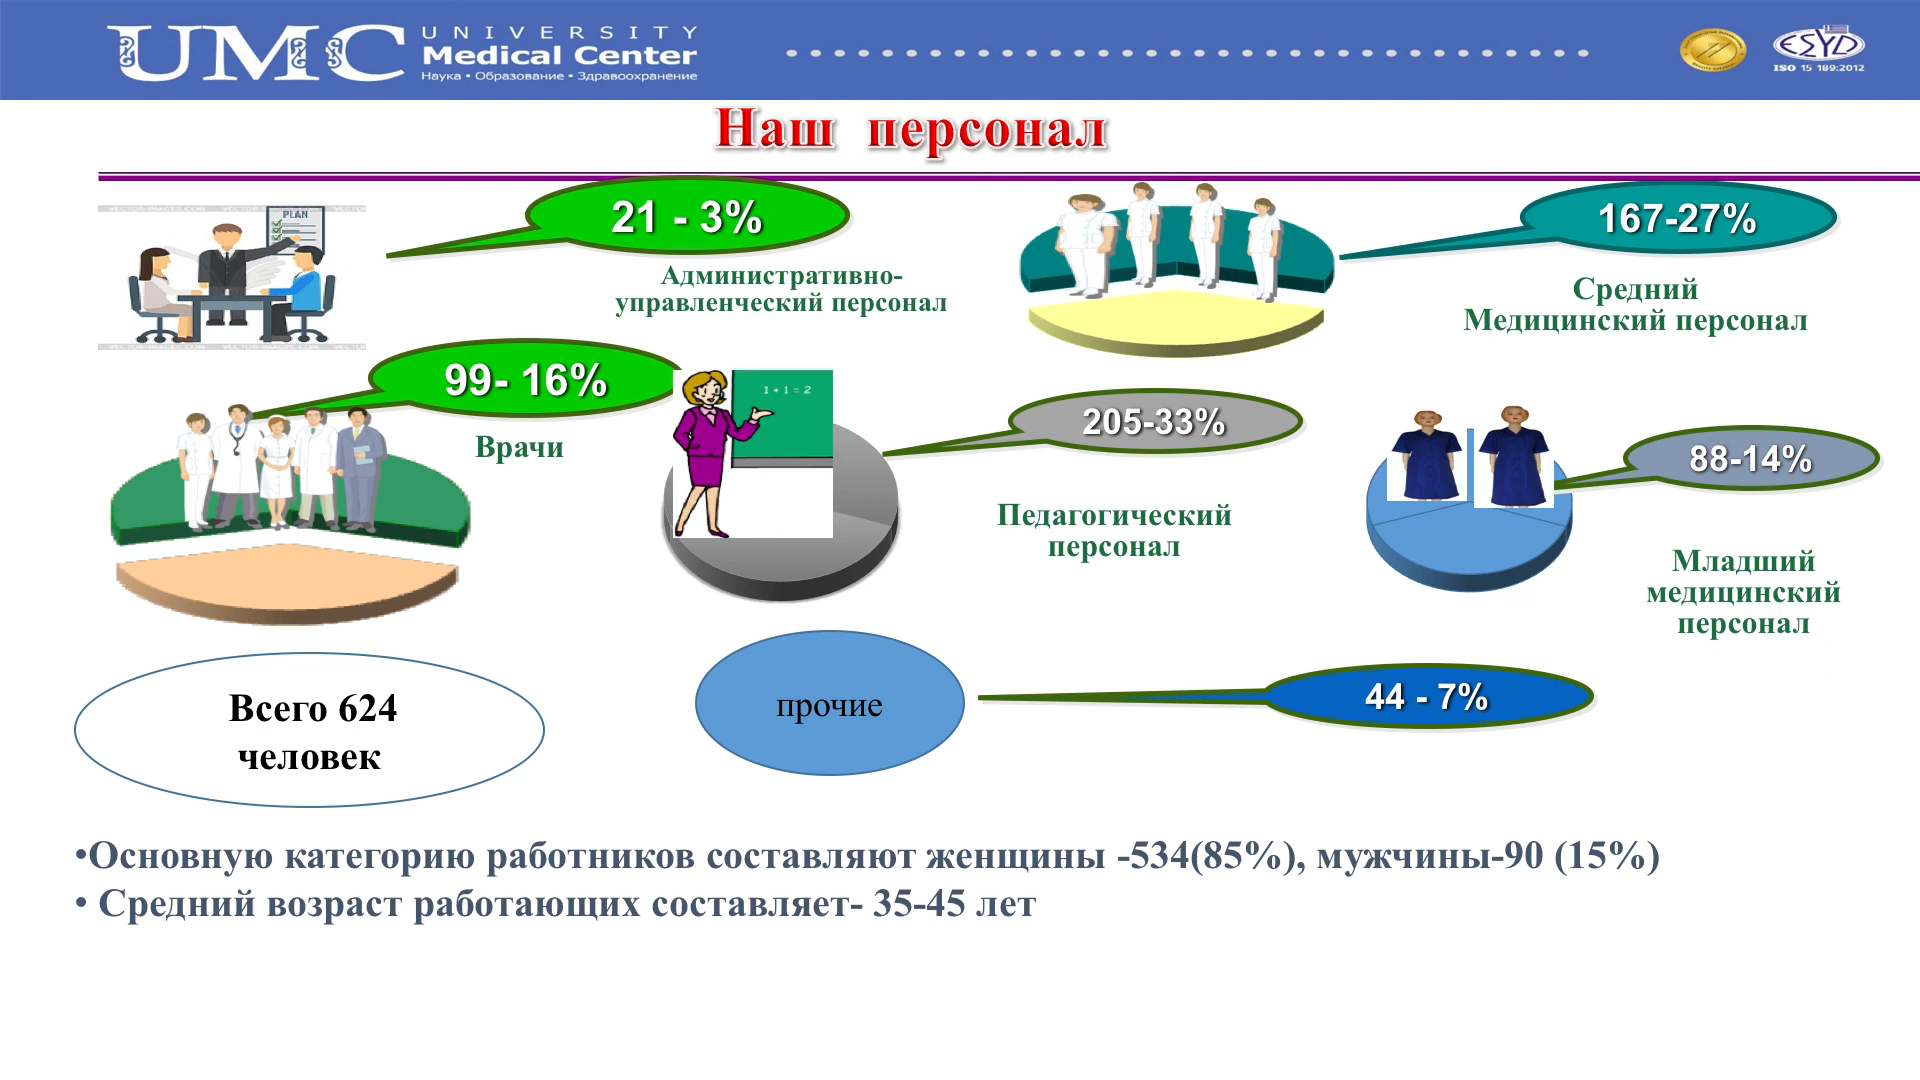 UMC
UNIVERSITY
Medical Center
Наука • Образование • Здравоохранение
ESYD
ISO 15 189:2012
Наш персонал
PLAN
21 - 3%
Административно-
управленческий персонал
167-27%
Средний
Медицинский персонал
99- 16%
Врачи
1 + 1 = 2
205-33%
Педагогический
персонал
88-14%
Младший
медицинский
персонал
Всего 624
человек
прочие
44 - 7%
•Основную категорию работников составляют женщины -534(85%), мужчины-90 (15%)
• Средний возраст работающих составляет- 35-45 лет